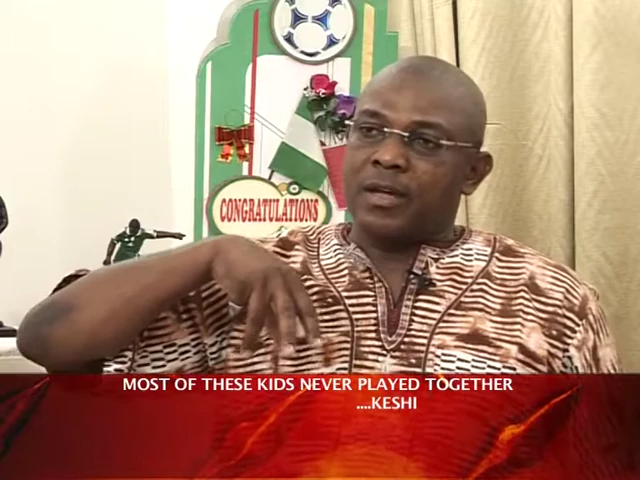 CONGRATULATIONS
MOST OF THESE KIDS NEVER PLAYED TOGETHER
....KESHI